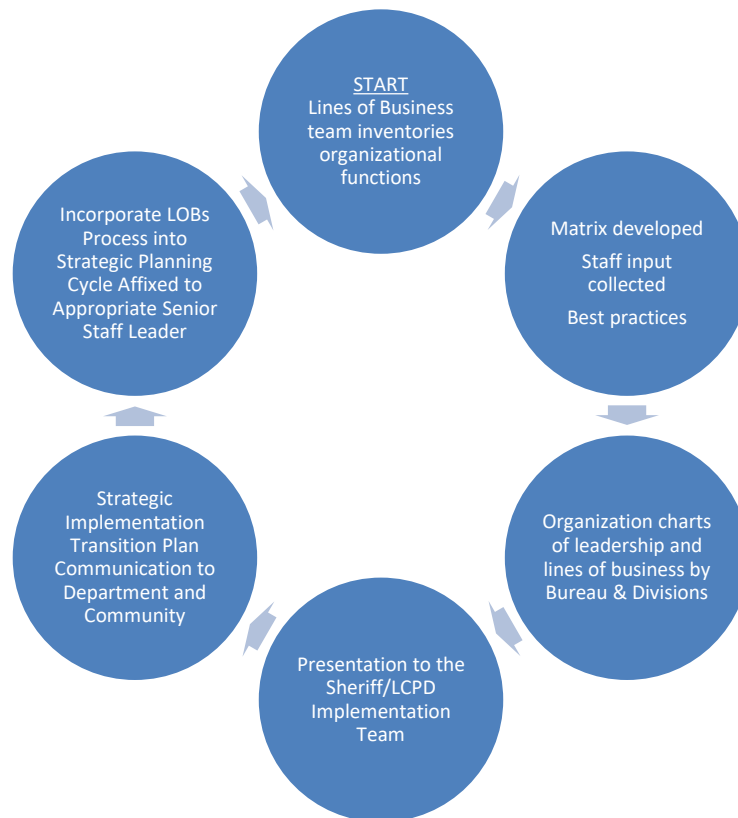 START
Lines of Business
team inventories
organizational
functions
Matrix developed
Staff input
collected
Best practices
Organization charts
of leadership and
lines of business by
Bureau & Divisions
Presentation to the
Sheriff/LCPD
Implementation
Team
Strategic
Implementation
Transition Plan
Communication to
Department and
Community
Incorporate LOBs
Process into
Strategic Planning
Cycle Affixed to
Appropriate Senior
Staff Leader